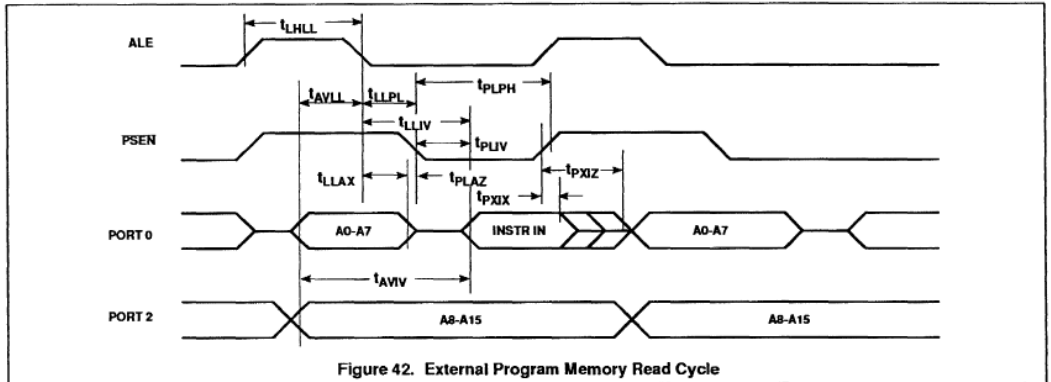 tLHLL
ALE
tAVLL tLLPL tPLPH
tLLIV
PSEN tPLIV
tLLAX tPLAZ tPXIZ
tPXIX
PORT 0 A0-A7 INSTR IN A0-A7
tAVIV
PORT 2 A8-A15 A8-A15
Figure 42. External Program Memory Read Cycle